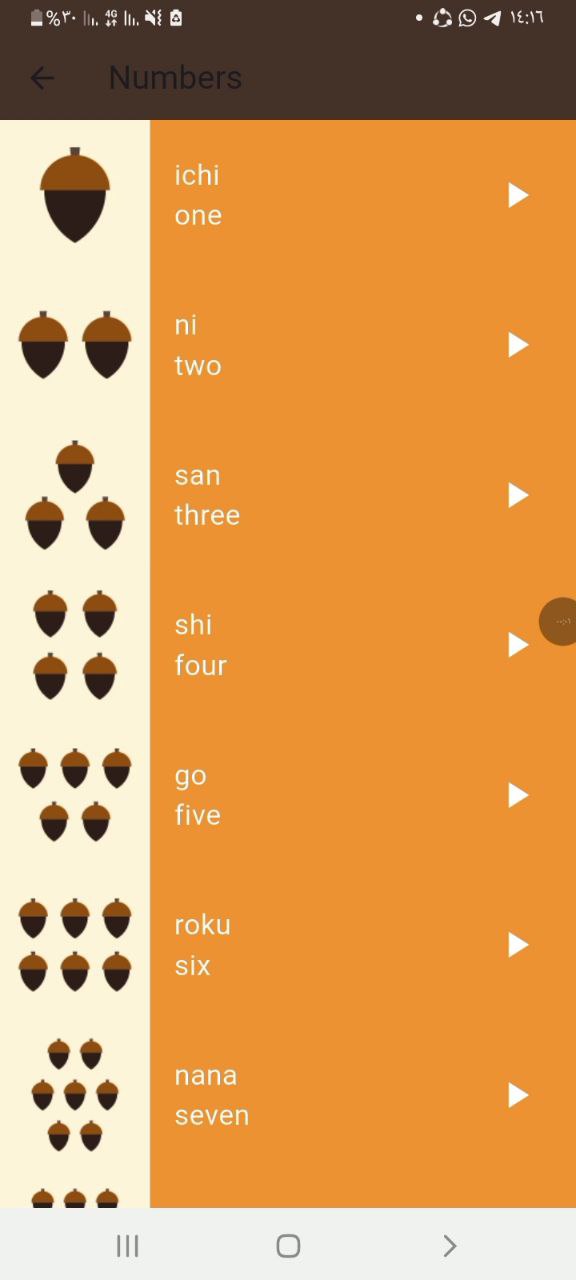 %٣٠ 4G ١٤:١٦
Numbers
ichi
one
ni
two
san
three
shi
four
go
five
roku
six
nana
seven